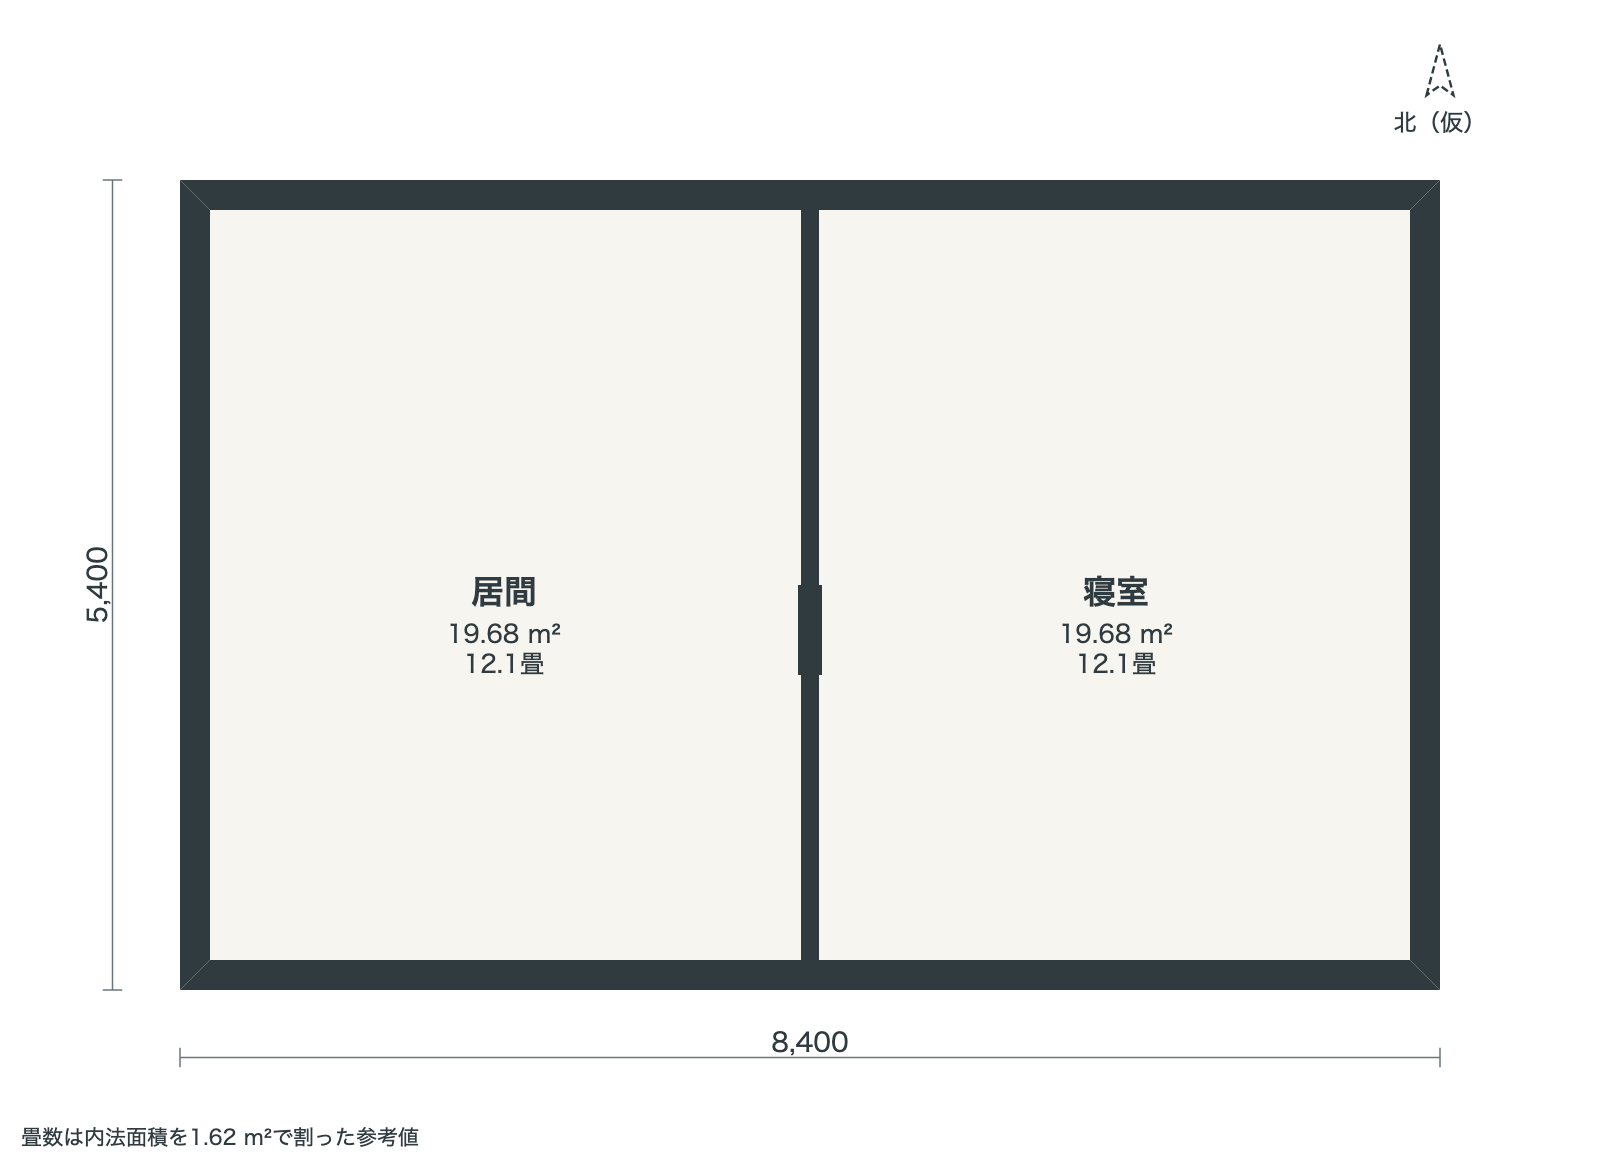 北（仮）
5,400
居間
19.68 m²
12.1畳
寝室
19.68 m²
12.1畳
8,400
畳数は内法面積を1.62 m²で割った参考値